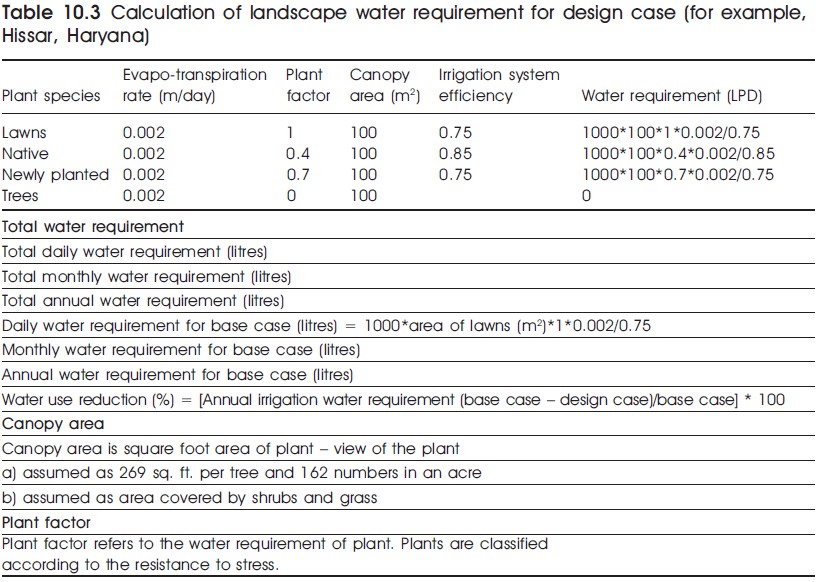 Table 10.3 Calculation of landscape water requirement for design case (for example,
Hissar, Haryana)
Plant species Evapo-transpiration rate (m/day) Plant factor Canopy area (m²) Irrigation system efficiency Water requirement (LPD)
Lawns 0.002 1 100 0.75 1000*100*1*0.002/0.75
Native 0.002 0.4 100 0.85 1000*100*0.4*0.002/0.85
Newly planted 0.002 0.7 100 0.75 1000*100*0.7*0.002/0.75
Trees 0.002 0 100 0
Total water requirement
Total daily water requirement (litres)
Total monthly water requirement (litres)
Total annual water requirement (litres)
Daily water requirement for base case (litres) = 1000*area of lawns (m²)*1*0.002/0.75
Monthly water requirement for base case (litres)
Annual water requirement for base case (litres)
Water use reduction (%) = [Annual irrigation water requirement (base case – design case)/base case] * 100
Canopy area
Canopy area is square foot area of plant – view of the plant
a) assumed as 269 sq. ft. per tree and 162 numbers in an acre
b) assumed as area covered by shrubs and grass
Plant factor
Plant factor refers to the water requirement of plant. Plants are classified
according to the resistance to stress.